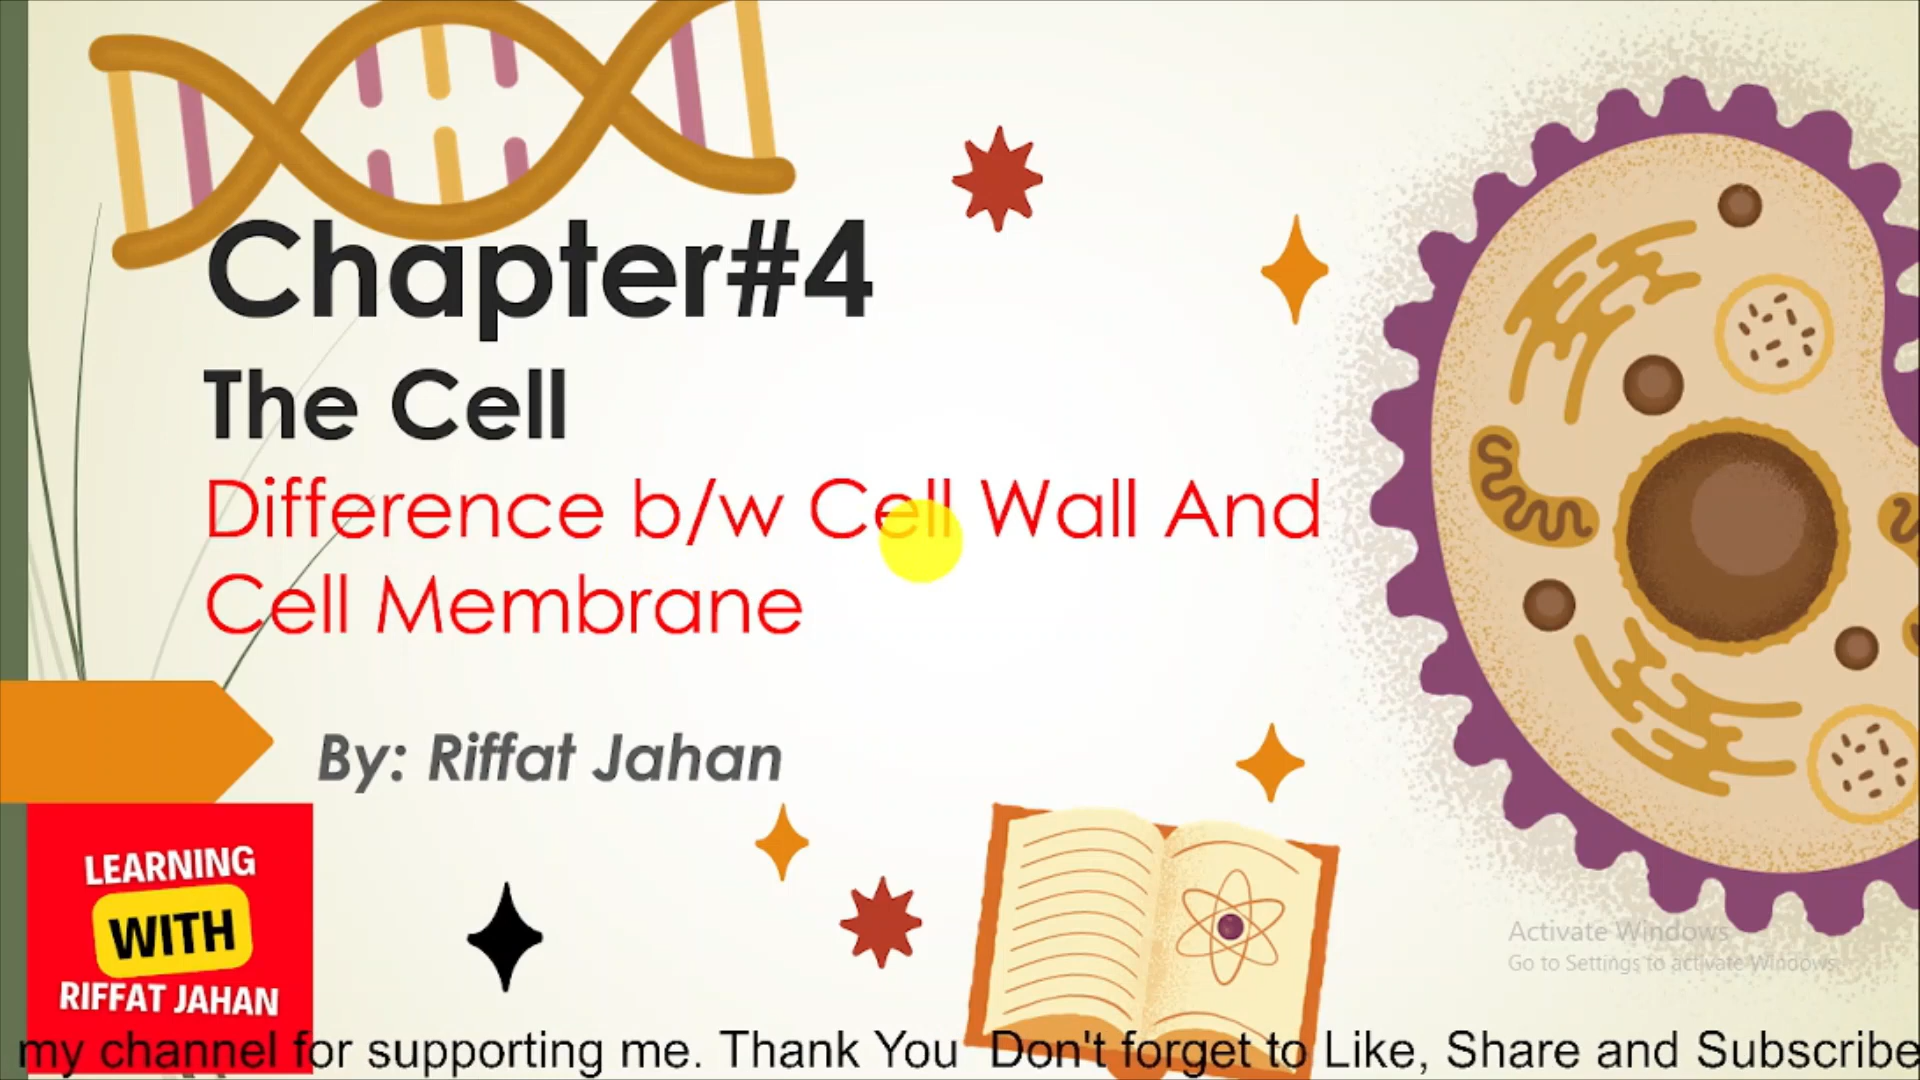 Chapter#4
The Cell
Difference b/w Cell Wall And
Cell Membrane
By: Riffat Jahan
LEARNING
WITH
RIFFAT JAHAN
Activate Windows
Go to Settings to activate Windows.
my channel for supporting me. Thank You Don't forget to Like, Share and Subscribe